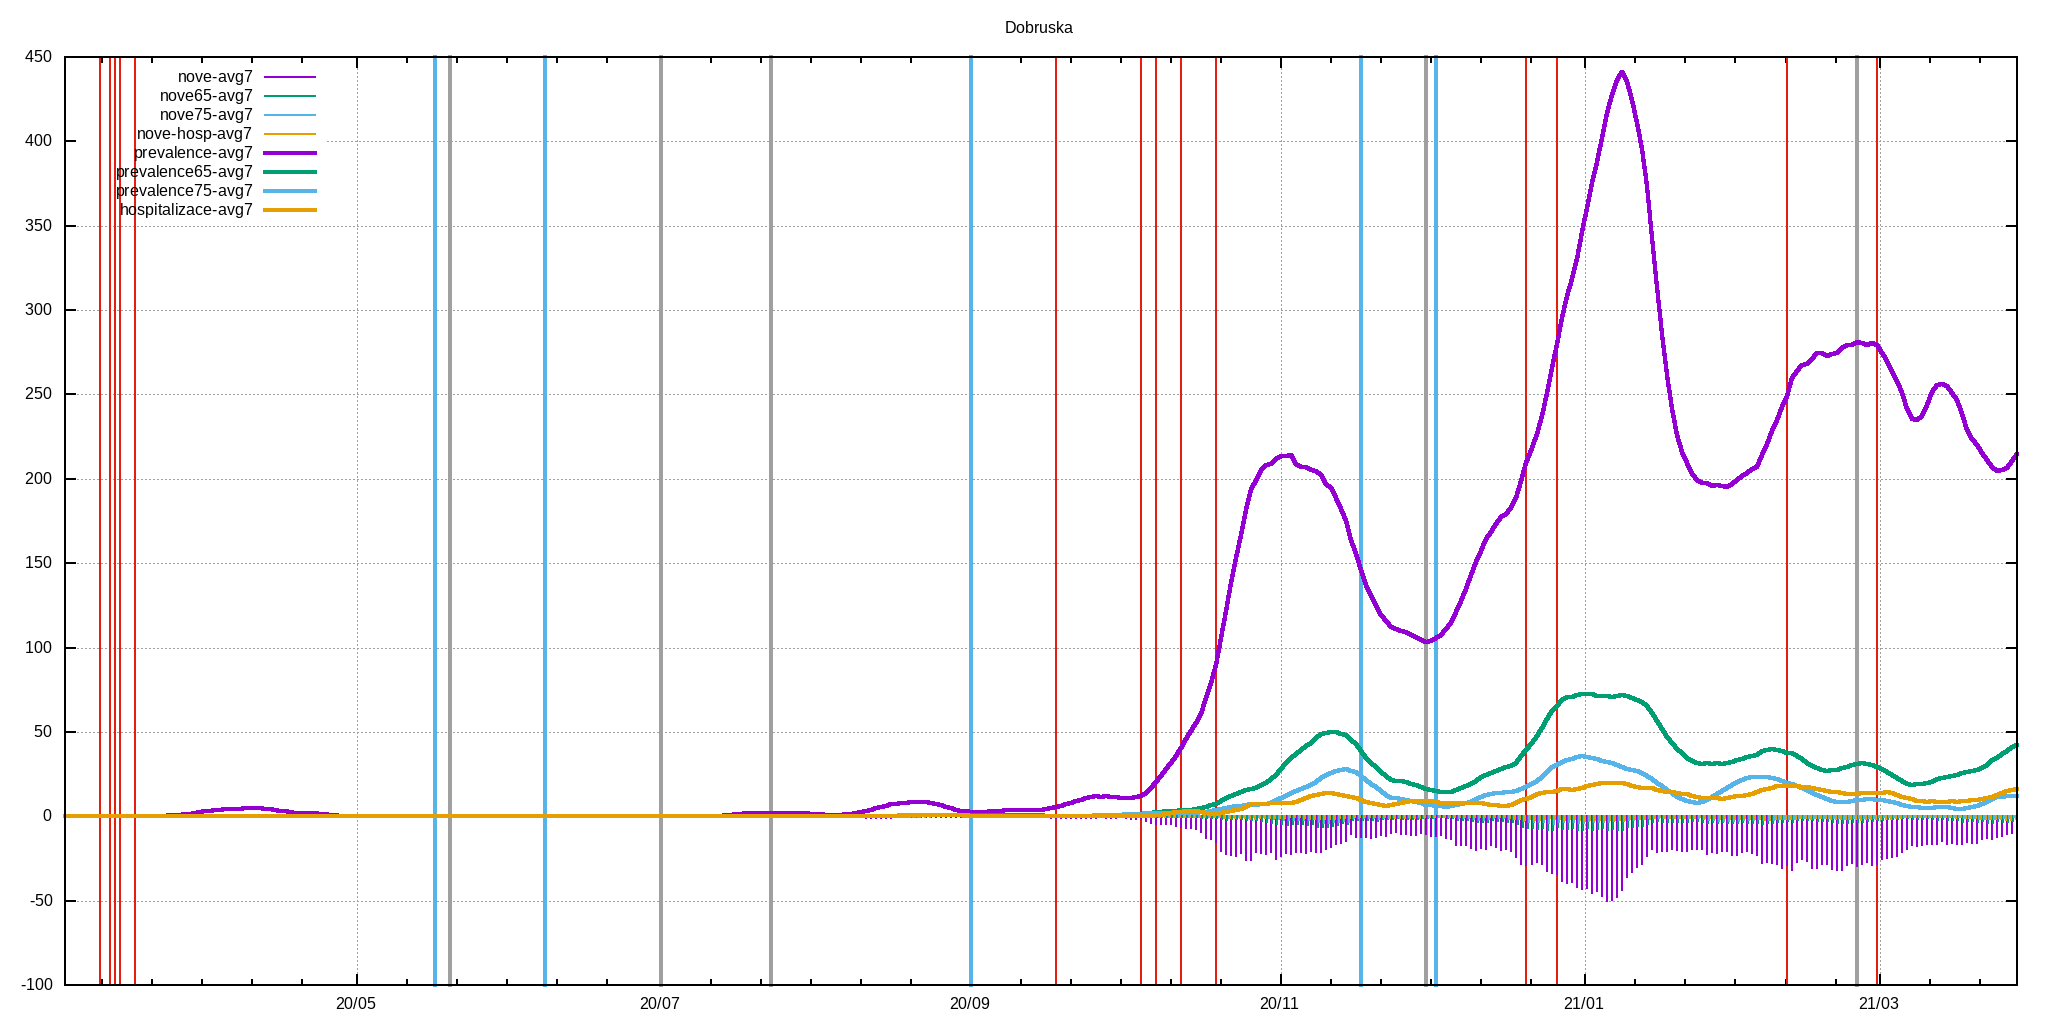 Dobruska
450
400
350
300
250
200
150
100
50
0
-50
-100
nove-avg7
nove65-avg7
nove75-avg7
nove-hosp-avg7
prevalence-avg7
prevalence65-avg7
prevalence75-avg7
hospitalizace-avg7
20/05 20/07 20/09 20/11 21/01 21/03